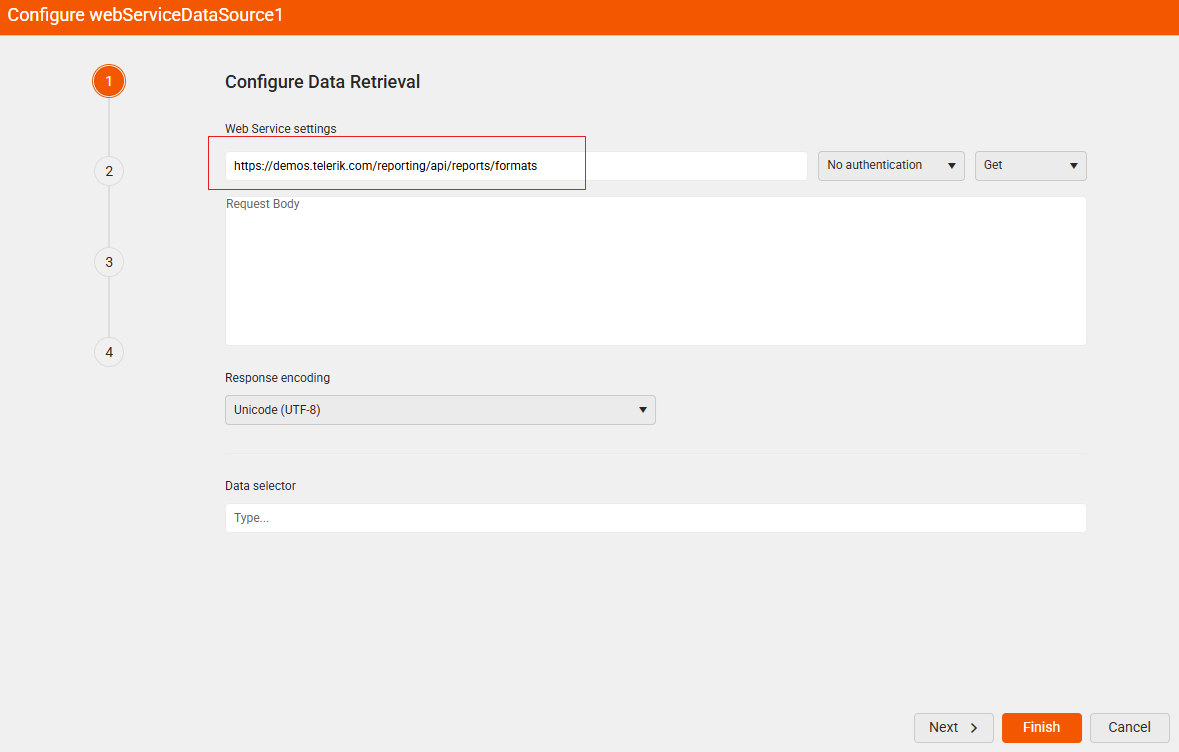 Configure webServiceDataSource1
1
Configure Data Retrieval
Web Service settings
https://demos.telerik.com/reporting/api/reports/formats
No authentication
Get
2
Request Body
3
4
Response encoding
Unicode (UTF-8)
Data selector
Type...
Next
Finish
Cancel